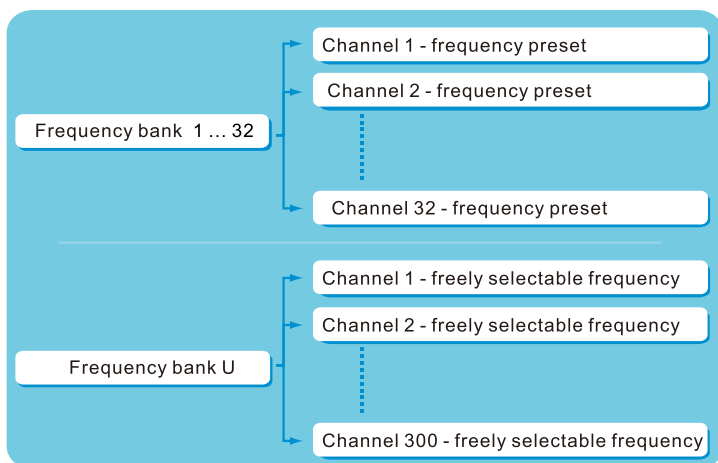 Channel 1 - frequency preset
Channel 2 - frequency preset
Frequency bank 1 ... 32
Channel 32 - frequency preset
Channel 1 - freely selectable frequency
Channel 2 - freely selectable frequency
Frequency bank U
Channel 300 - freely selectable frequency